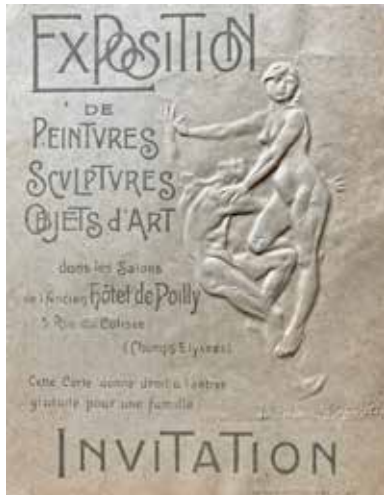 EXPOSITION
DE
PEINTVRES
SCVLPTVRES
OBJETS d'ART
dans les Salons
de l'Ancien Hôtel de Poilly
5 Rue du Colisée
(Champs Elysées)
Cette Carte donne droit à l'entrée
gratuite pour une famille
INVITATION